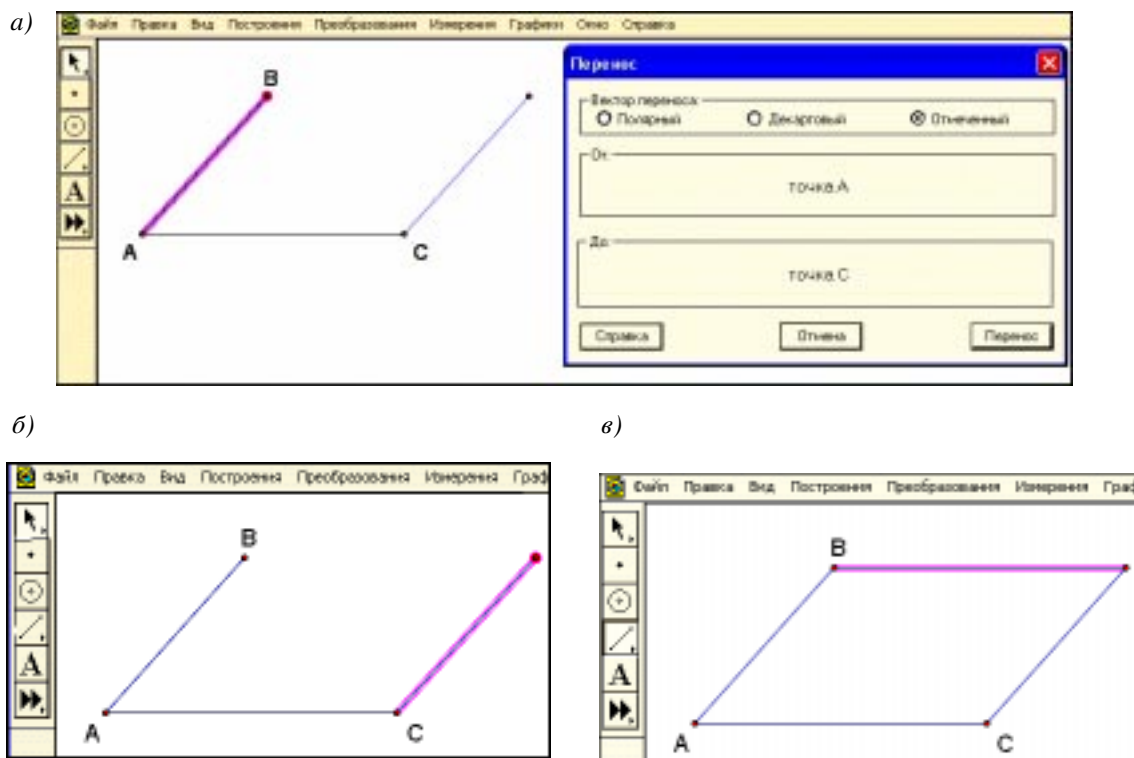 а)
Файл Правка Вид Построения Преобразования Измерения Графики Окно Справка
B
A
C
A
Перенос
Вектор переноса:
Полярный Декартовый Отмеченный
От:
точка A
До:
точка C
Справка Отмена Перенос
б)
Файл Правка Вид Построения Преобразования Измерения Граф
B
A
A
C
в)
Файл Правка Вид Построения Преобразования Измерения Граф
B
A
A
C